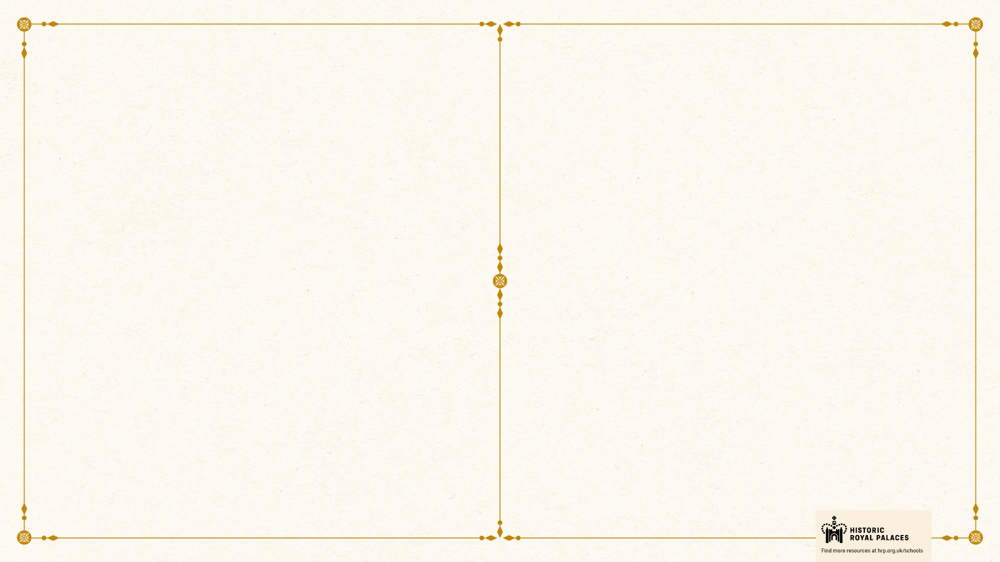 HISTORIC
ROYAL PALACES
Find more resources at hrp.org.uk/schools